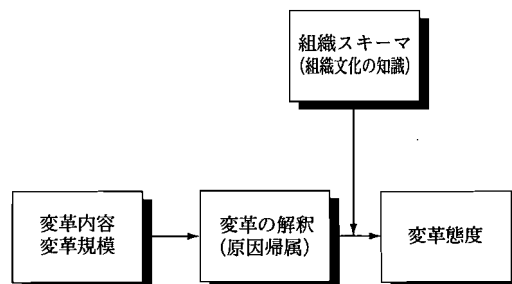 組織スキーマ
(組織文化の知識)
変革内容
変革規模
変革の解釈
(原因帰属)
変革態度